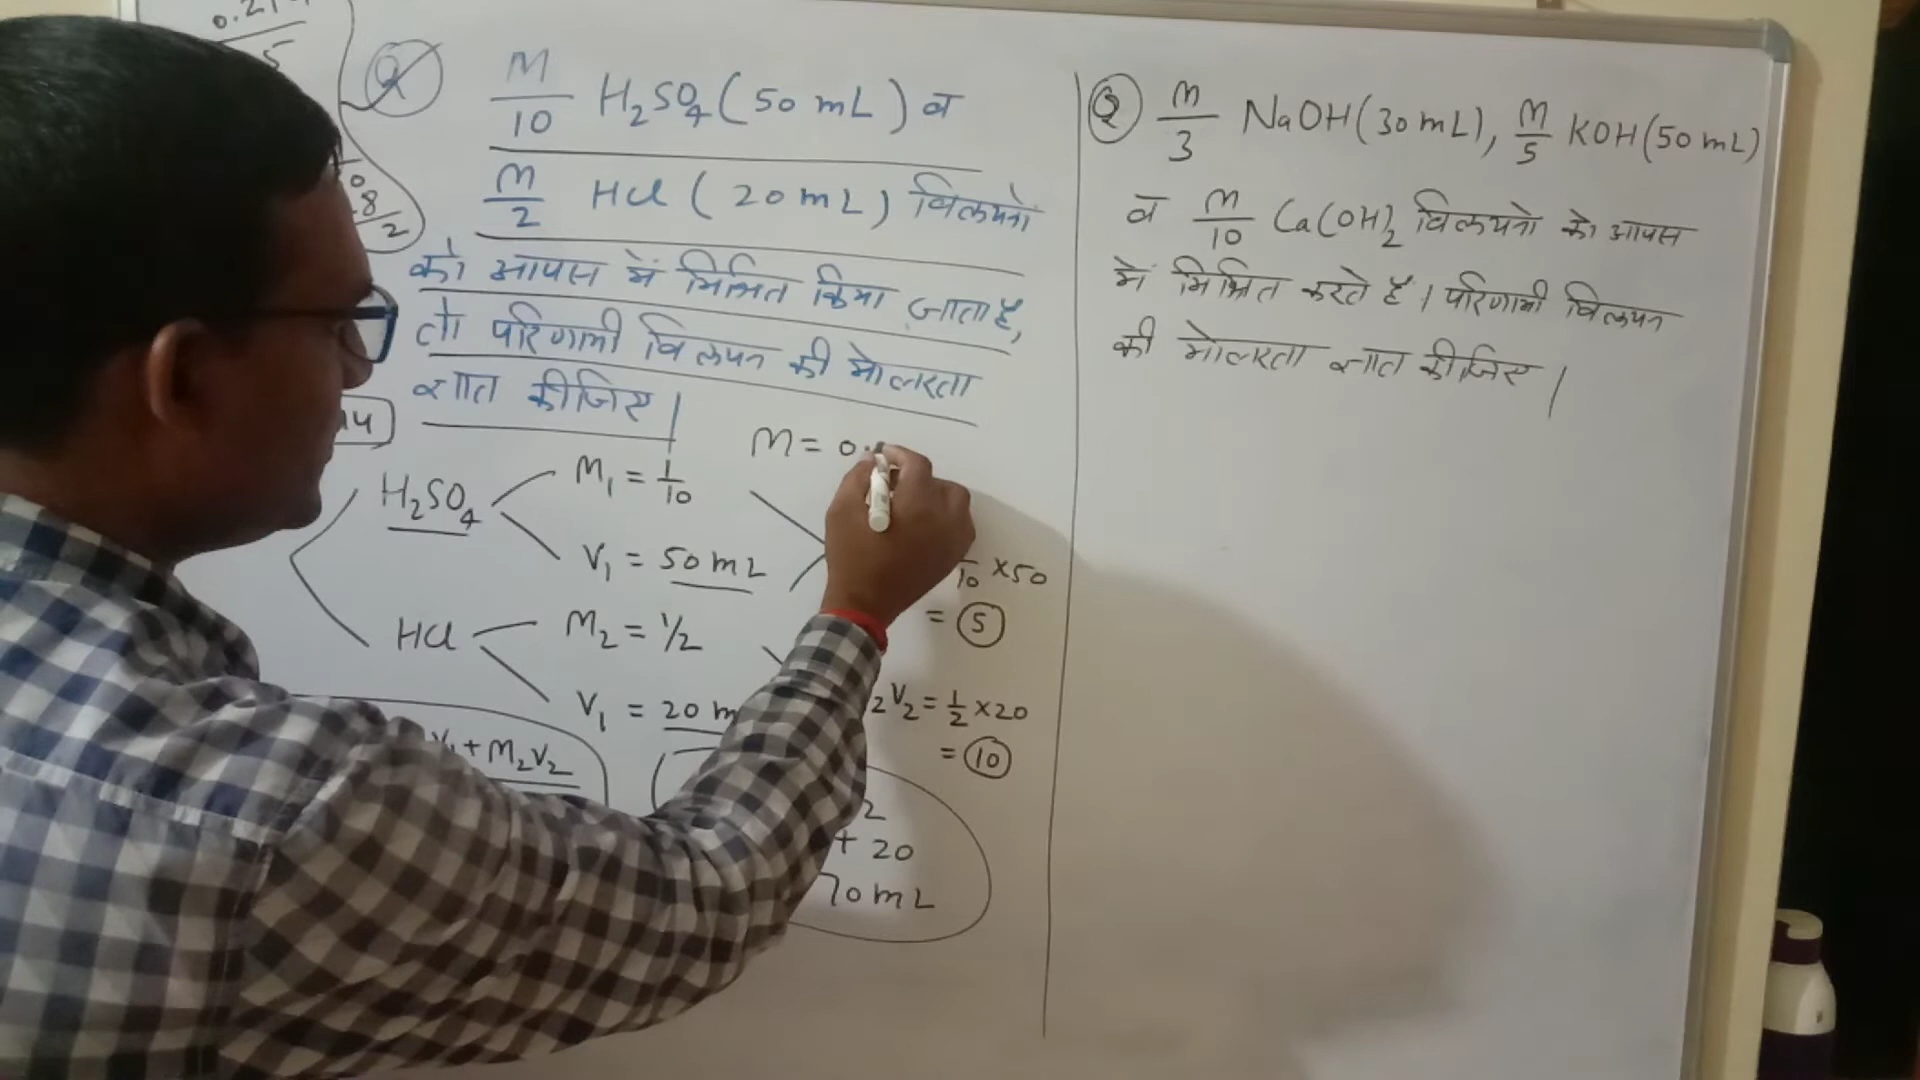 Q M/10 H₂SO₄ (50 mL) व
M/2 HCl (20 mL) विलयनो
को आपस में मिश्रित किया जाता है,
तो परिणामी विलयन की मोलरता
ज्ञात कीजिए |
M = 0.
H₂SO₄ M₁ = 1/10
V₁ = 50 mL
10 ×50
= 5
HCl M₂ = 1/2
V₁ = 20 m
₂V₂ = 1/2 ×20
= 10
V₁ + M₂V₂
2
+ 20
70 mL
Q M/3 NaOH (30 mL), M/5 KOH (50 mL)
व M/10 Ca(OH)₂ विलयनो को आपस
में मिश्रित करते है | परिणामी विलयन
की मोलरता ज्ञात कीजिए |